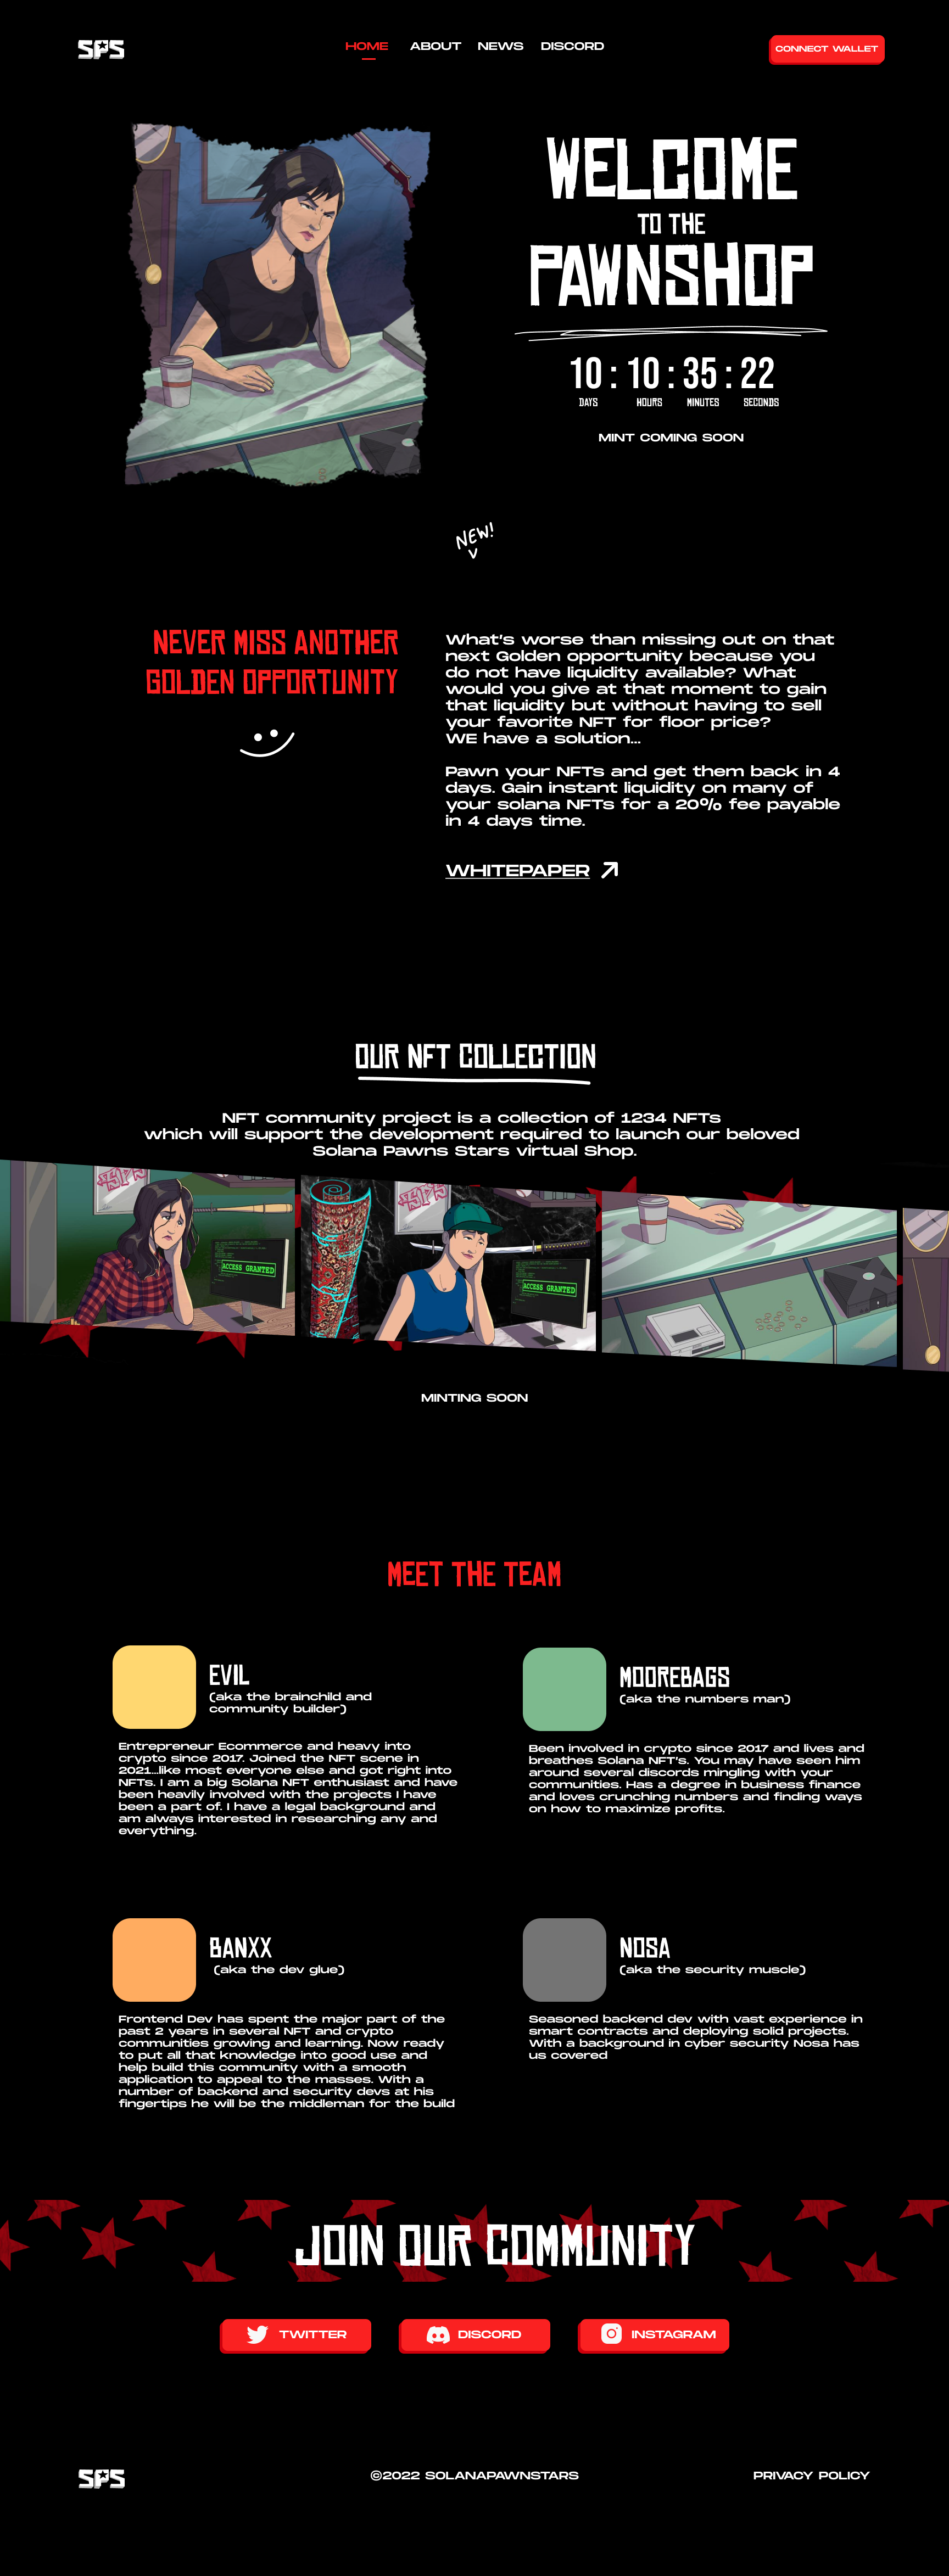 SPS
HOME ABOUT NEWS DISCORD
CONNECT WALLET
WELCOME
TO THE
PAWNSHOP
10 : 10 : 35 : 22
DAYS HOURS MINUTES SECONDS
MINT COMING SOON
NEW!
NEVER MISS ANOTHER
GOLDEN OPPORTUNITY
What's worse than missing out on that
next Golden opportunity because you
do not have liquidity available? What
would you give at that moment to gain
that liquidity but without having to sell
your favorite NFT for floor price?
WE have a solution...
Pawn your NFTs and get them back in 4
days. Gain instant liquidity on many of
your solana NFTs for a 20% fee payable
in 4 days time.
WHITEPAPER
OUR NFT COLLECTION
NFT community project is a collection of 1234 NFTs
which will support the development required to launch our beloved
Solana Pawns Stars virtual Shop.
SPS
ACCESS GRANTED
SPS
ACCESS GRANTED
MINTING SOON
MEET THE TEAM
EVIL
(aka the brainchild and
community builder)
Entrepreneur Ecommerce and heavy into
crypto since 2017. Joined the NFT scene in
2021...like most everyone else and got right into
NFTs. I am a big Solana NFT enthusiast and have
been heavily involved with the projects I have
been a part of. I have a legal background and
am always interested in researching any and
everything.
MOOREBAGS
(aka the numbers man)
Been involved in crypto since 2017 and lives and
breathes Solana NFT's. You may have seen him
around several discords mingling with your
communities. Has a degree in business finance
and loves crunching numbers and finding ways
on how to maximize profits.
BANXX
(aka the dev glue)
Frontend Dev has spent the major part of the
past 2 years in several NFT and crypto
communities growing and learning. Now ready
to put all that knowledge into good use and
help build this community with a smooth
application to appeal to the masses. With a
number of backend and security devs at his
fingertips he will be the middleman for the build
NOSA
(aka the security muscle)
Seasoned backend dev with vast experience in
smart contracts and deploying solid projects.
With a background in cyber security Nosa has
us covered
JOIN OUR COMMUNITY
TWITTER
DISCORD
INSTAGRAM
SPS
©2022 SOLANAPAWNSTARS
PRIVACY POLICY